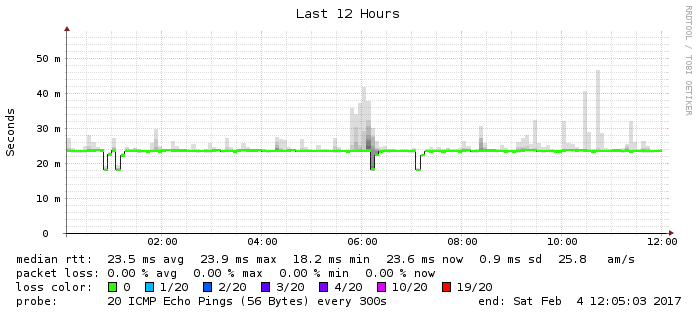 Last 12 Hours
RRDTOOL / TOBI OETIKER
Seconds
50 m
40 m
30 m
20 m
10 m
0
02:00 04:00 06:00 08:00 10:00 12:00
median rtt: 23.5 ms avg 23.9 ms max 18.2 ms min 23.6 ms now 0.9 ms sd 25.8 am/s
packet loss: 0.00 % avg 0.00 % max 0.00 % min 0.00 % now
loss color: 0 1/20 2/20 3/20 4/20 10/20 19/20
probe: 20 ICMP Echo Pings (56 Bytes) every 300s end: Sat Feb 4 12:05:03 2017